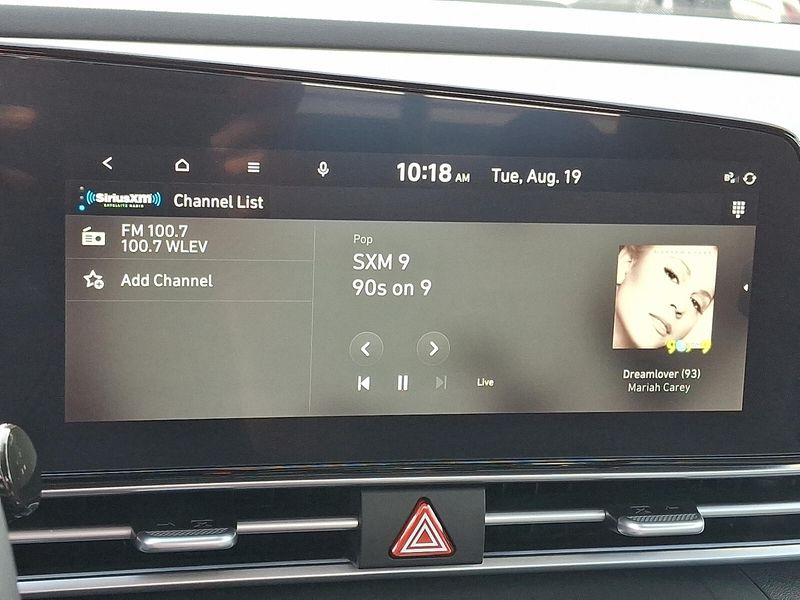 10:18 AM Tue, Aug. 19
SiriusXM Channel List
SATELLITE RADIO
FM 100.7
100.7 WLEV
Add Channel
Pop
SXM 9
90s on 9
Live
Dreamlover (93)
Mariah Carey